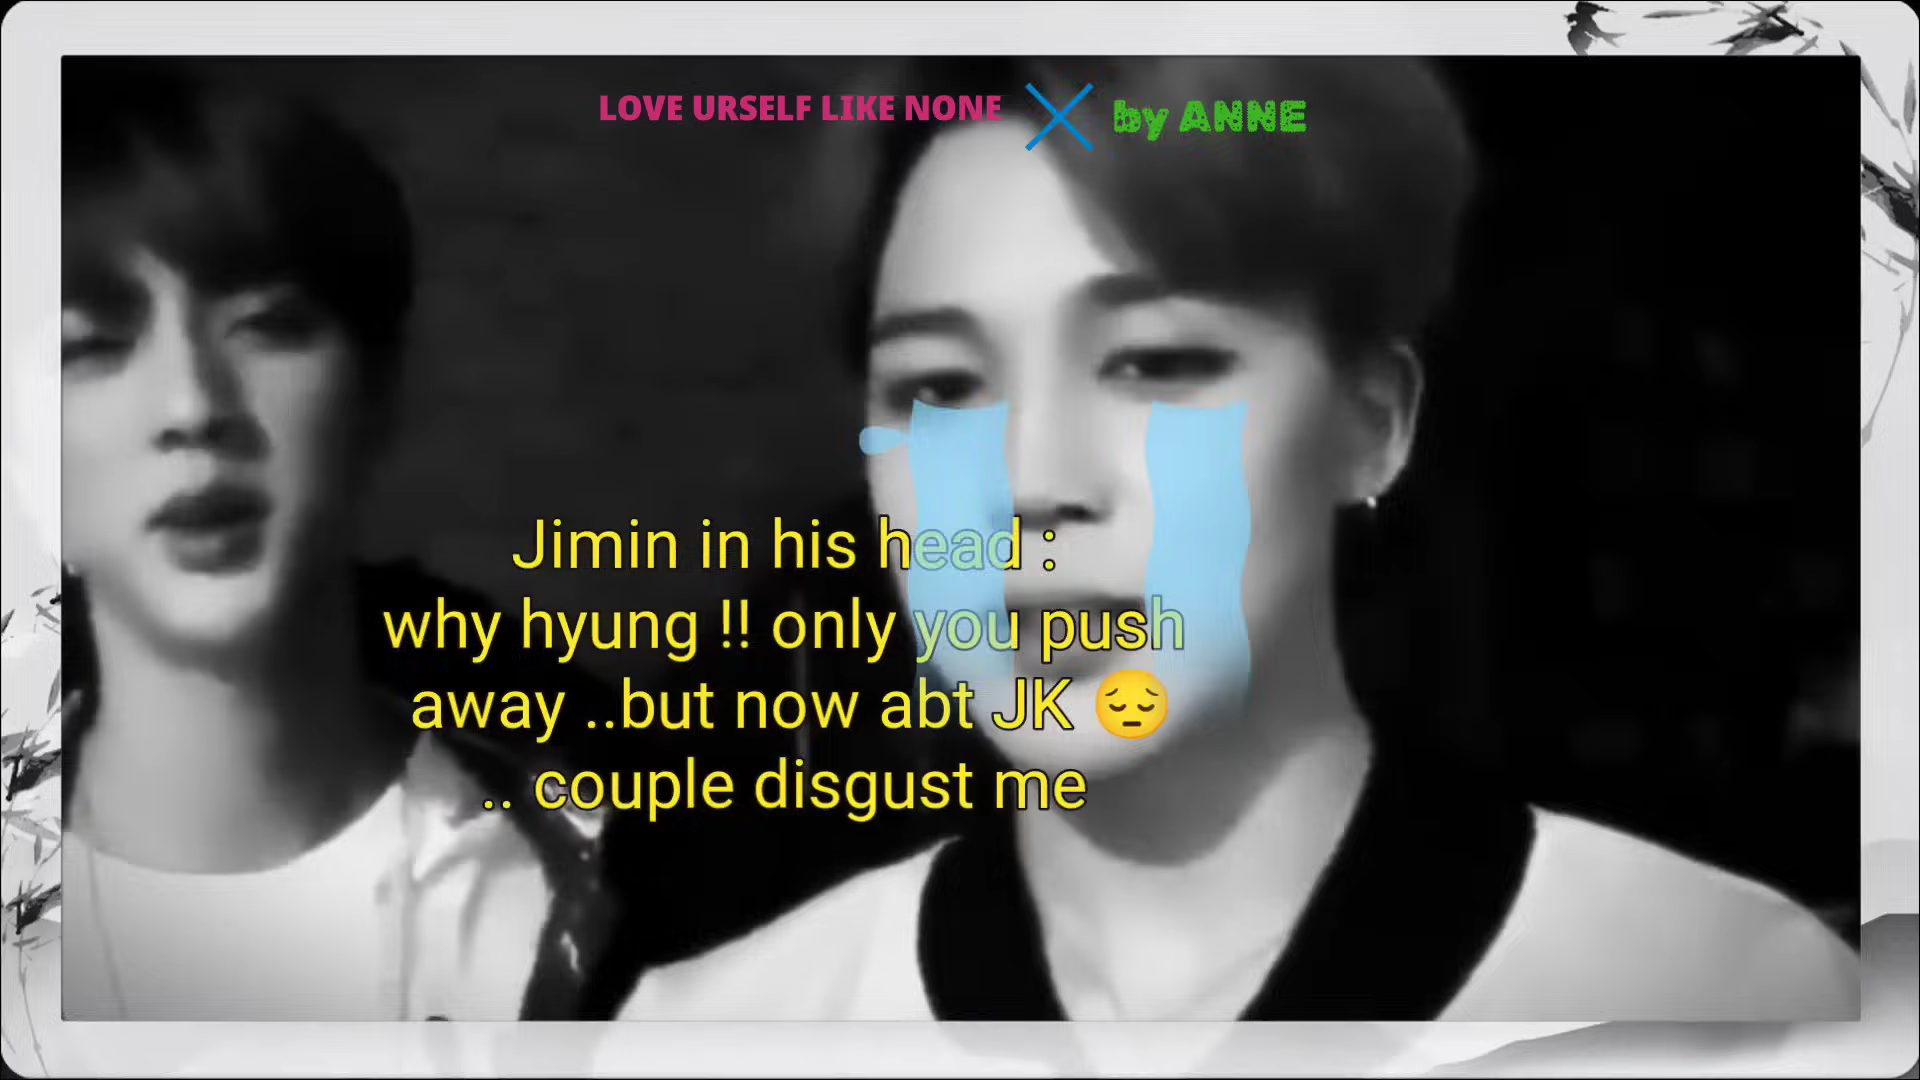 LOVE URSELF LIKE NONE by ANNE
Jimin in his head :
why hyung !! only you push
away ..but now abt JK 😔
.. couple disgust me